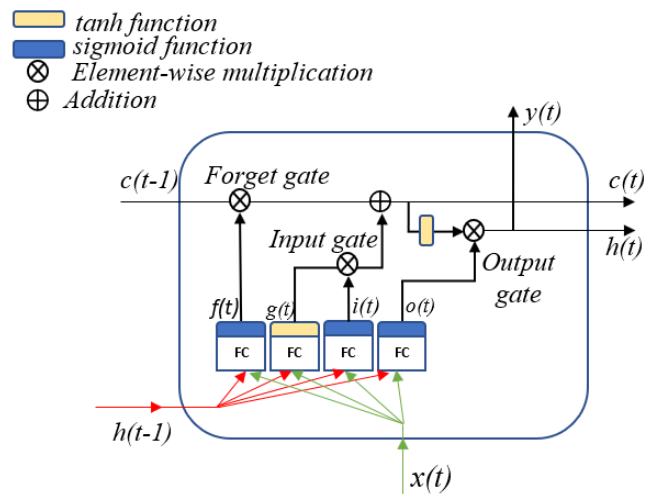 tanh function
sigmoid function
Element-wise multiplication
Addition
y(t)
c(t-1)
Forget gate
c(t)
Input gate
h(t)
Output
gate
f(t)
g(t)
i(t)
o(t)
FC
FC
FC
FC
h(t-1)
x(t)